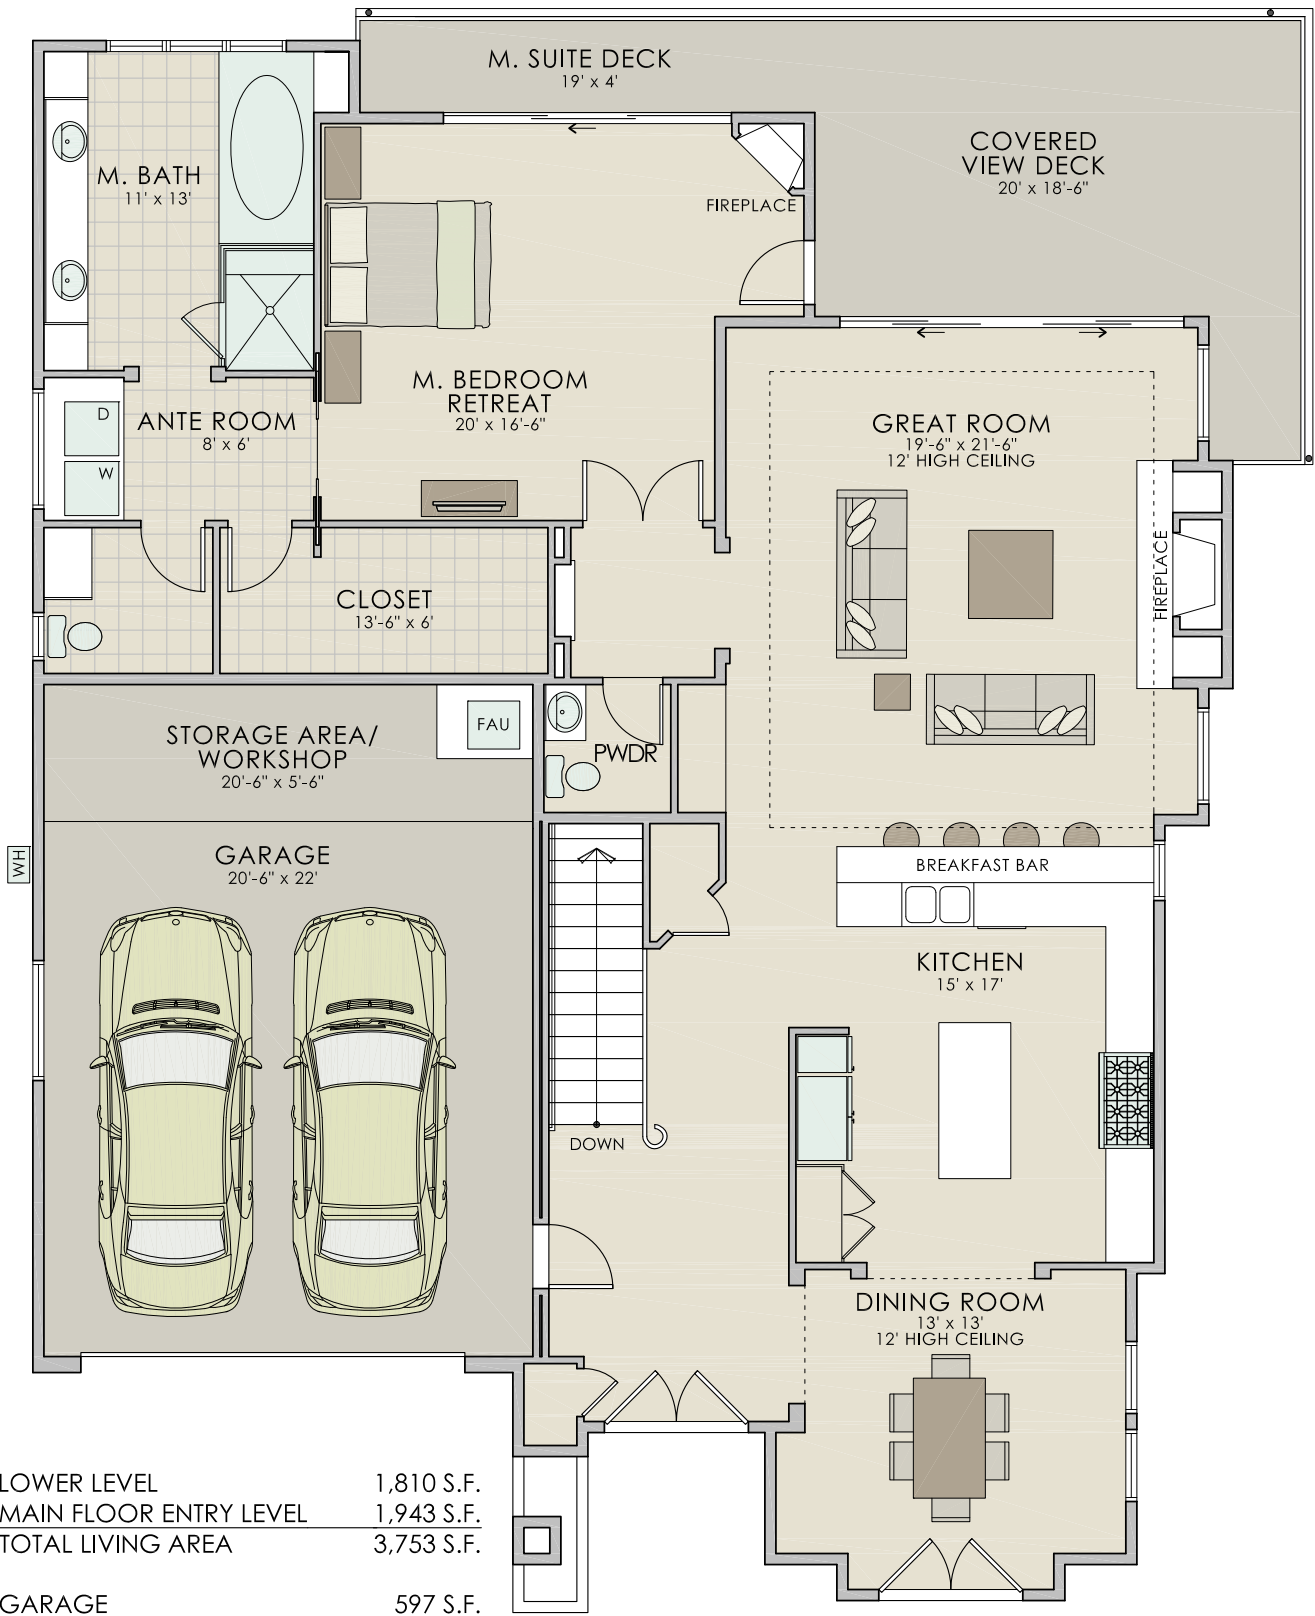 M. SUITE DECK
19' x 4'
COVERED
VIEW DECK
20' x 18'-6"
M. BATH
11' x 13'
FIREPLACE
M. BEDROOM
RETREAT
20' x 16'-6"
D
W
ANTE ROOM
8' x 6'
GREAT ROOM
19'-6" x 21'-6"
12' HIGH CEILING
FIREPLACE
CLOSET
13'-6" x 6'
STORAGE AREA/
WORKSHOP
20'-6" x 5'-6"
FAU
PWDR
WH
GARAGE
20'-6" x 22'
BREAKFAST BAR
KITCHEN
15' x 17'
DOWN
DINING ROOM
13' x 13'
12' HIGH CEILING
LOWER LEVEL 1,810 S.F.
MAIN FLOOR ENTRY LEVEL 1,943 S.F.
TOTAL LIVING AREA 3,753 S.F.
GARAGE 597 S.F.